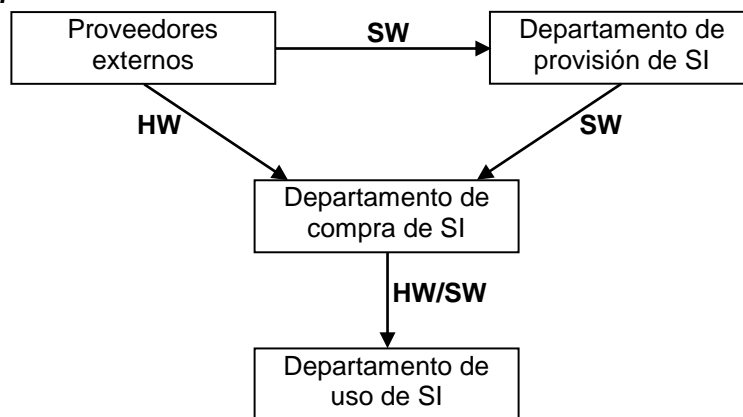 Proveedores
externos
SW
Departamento de
provisión de SI
HW
SW
Departamento de
compra de SI
HW/SW
Departamento de
uso de SI